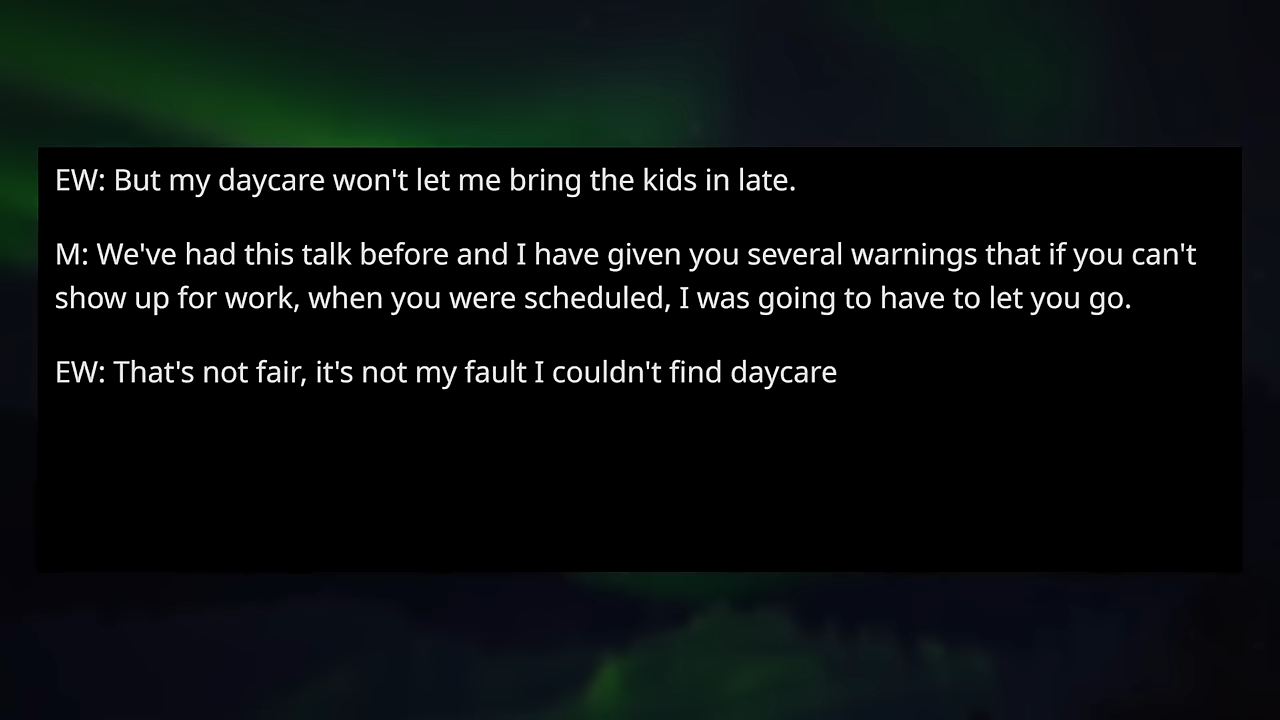 EW: But my daycare won't let me bring the kids in late.
M: We've had this talk before and I have given you several warnings that if you can't
show up for work, when you were scheduled, I was going to have to let you go.
EW: That's not fair, it's not my fault I couldn't find daycare